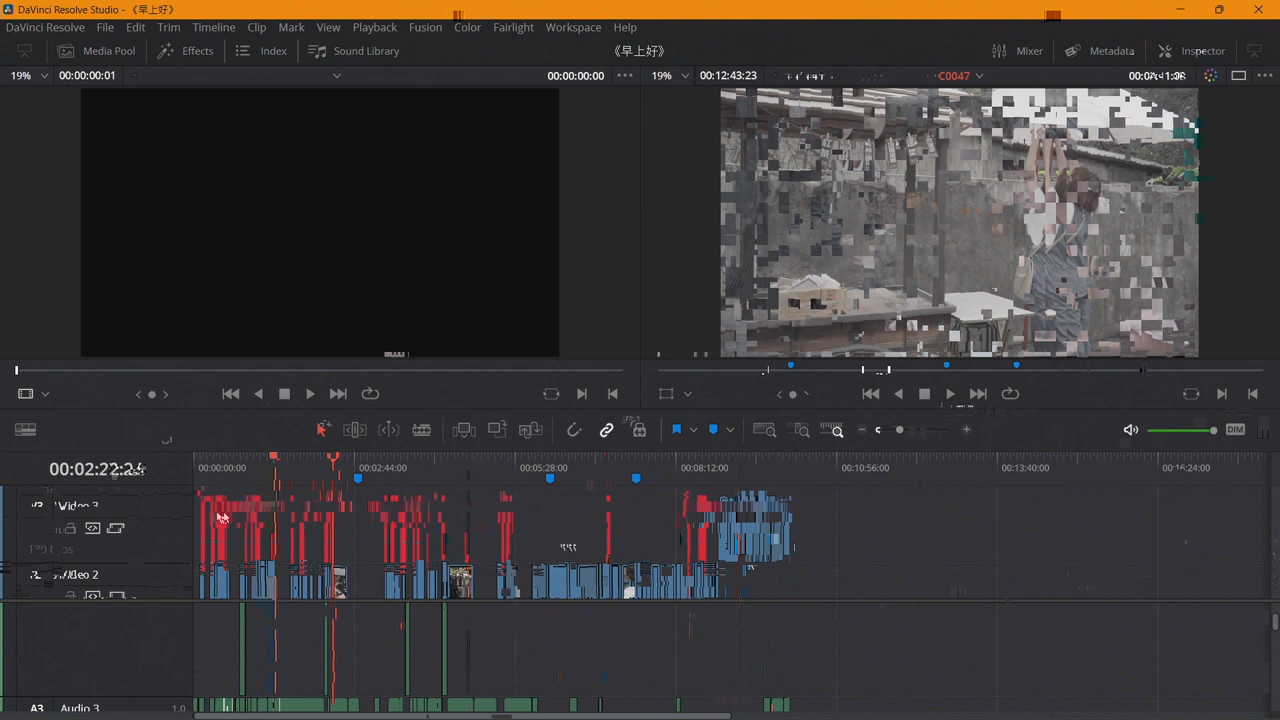 DaVinci Resolve Studio - 《早上好》
DaVinci Resolve File Edit Trim Timeline Clip Mark View Playback Fusion Color Fairlight Workspace Help
Media Pool Effects Index Sound Library 《早上好》 Mixer Metadata Inspector
19% 00:00:00:01 00:00:00:00 19% 00:12:43:23 C0047
DIM
00:00:00:00 00:02:44:00 00:05:28:00 00:08:12:00 00:10:56:00 00:13:40:00 00:16:24:00
Video 3
Video 2
A3 Audio 3 1.0